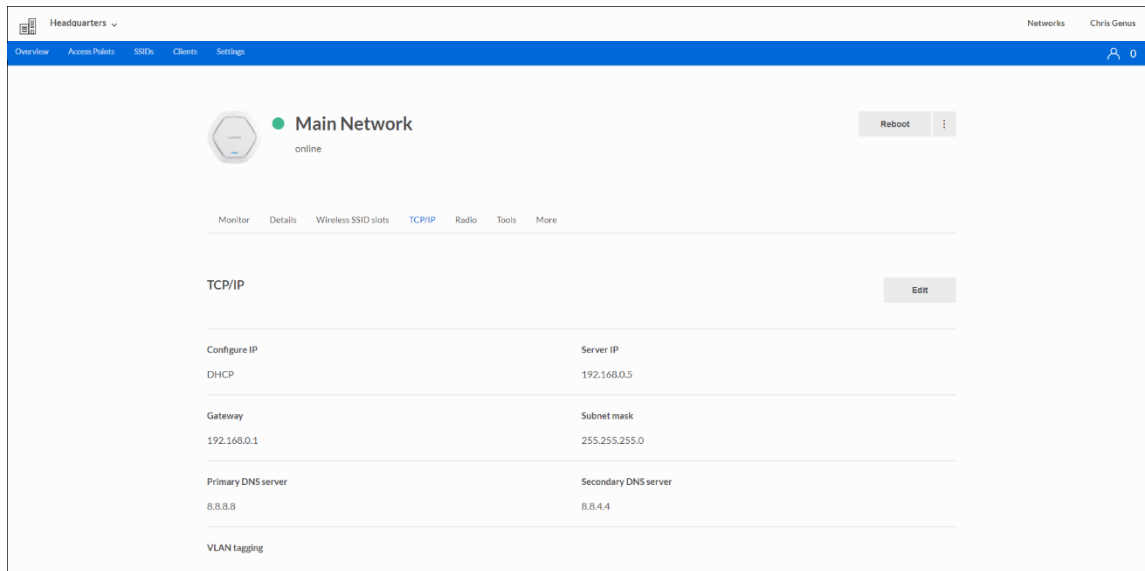 Headquarters Networks Chris Genus
Overview Access Points SSIDs Clients Settings 0
Main Network Reboot
online
Monitor Details Wireless SSID slots TCP/IP Radio Tools More
TCP/IP Edit
Configure IP Server IP
DHCP 192.168.0.5
Gateway Subnet mask
192.168.0.1 255.255.255.0
Primary DNS server Secondary DNS server
8.8.8.8 8.8.4.4
VLAN tagging